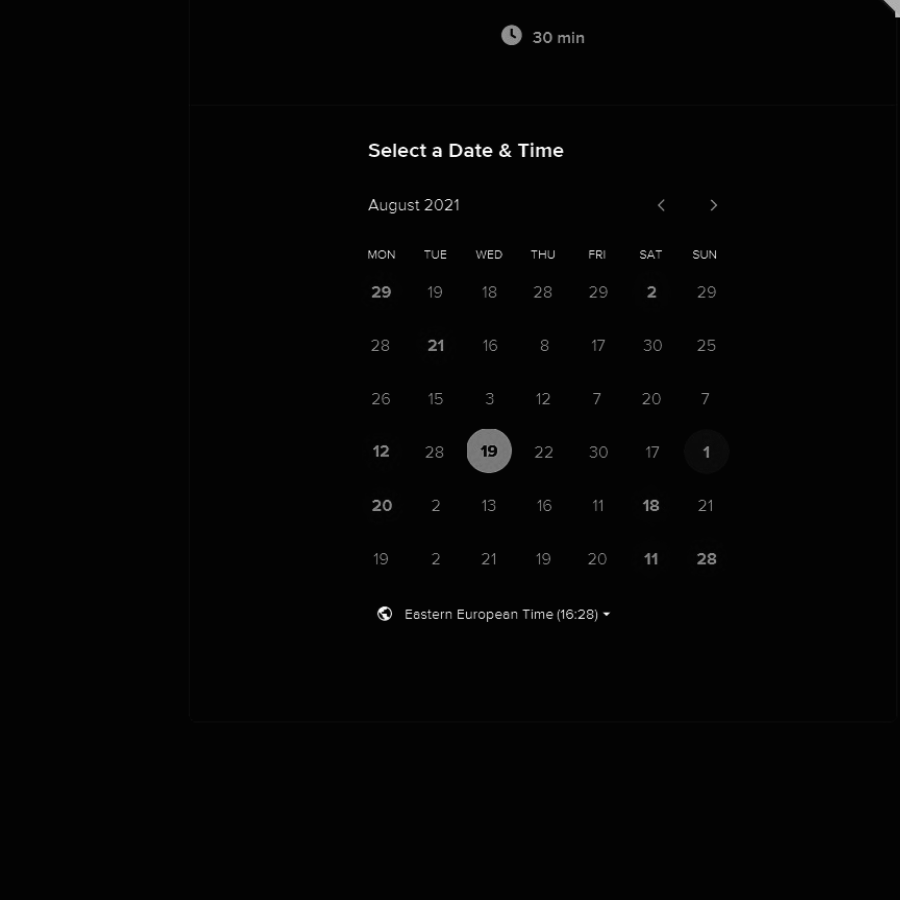 30 min
Select a Date & Time
August 2021
MON TUE WED THU FRI SAT SUN
29 19 18 28 29 2 29
28 21 16 8 17 30 25
26 15 3 12 7 20 7
12 28 19 22 30 17 1
20 2 13 16 11 18 21
19 2 21 19 20 11 28
Eastern European Time (16:28)